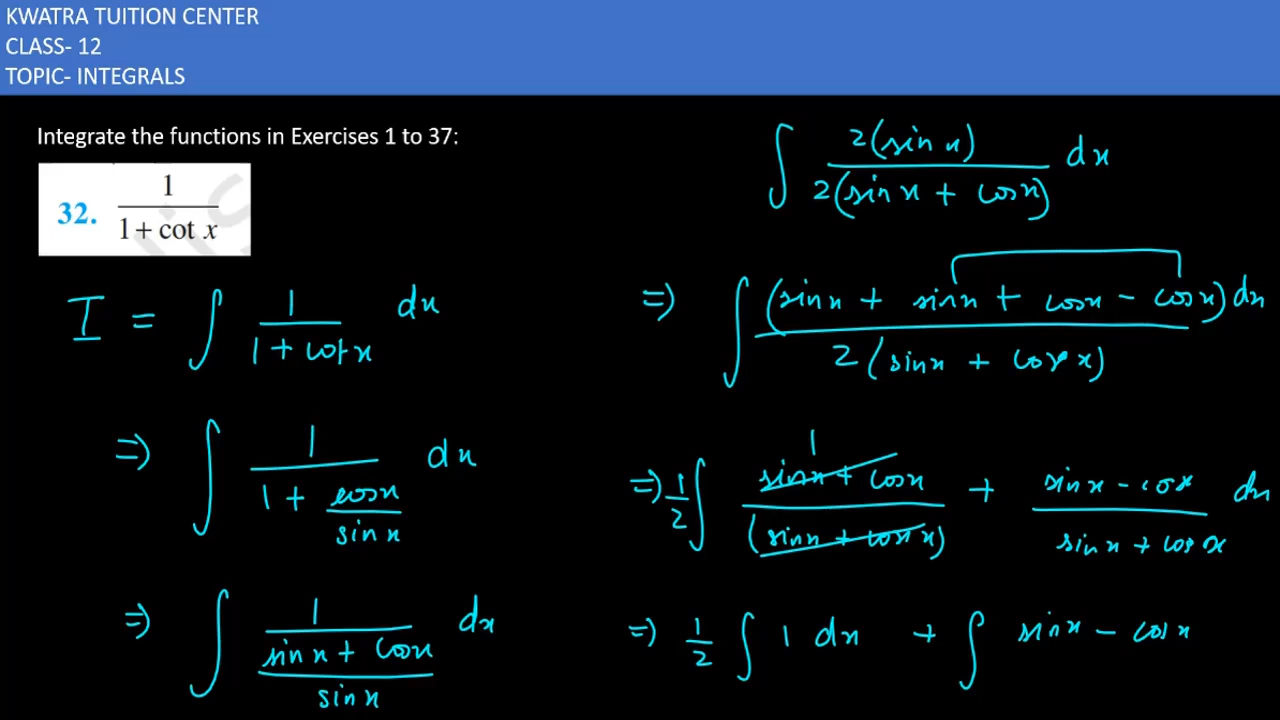 KWATRA TUITION CENTER
CLASS- 12
TOPIC- INTEGRALS
Integrate the functions in Exercises 1 to 37:
32. 1/(1 + cot x)
I = ∫ 1/(1 + cot x) dx
⇒ ∫ 1/(1 + cos x/sin x) dx
⇒ ∫ 1/((sin x + cos x)/sin x) dx
∫ 2(sin x)/2(sin x + cos x) dx
⇒ ∫ (sin x + sin x + cos x − cos x) dx/2(sin x + cos x)
⇒ 1/2 ∫ 1 (sin x + cos x)/(sin x + cos x) + (sin x − cos x)/(sin x + cos x) dx
⇒ 1/2 ∫ 1 dx + ∫ sin x − cos x